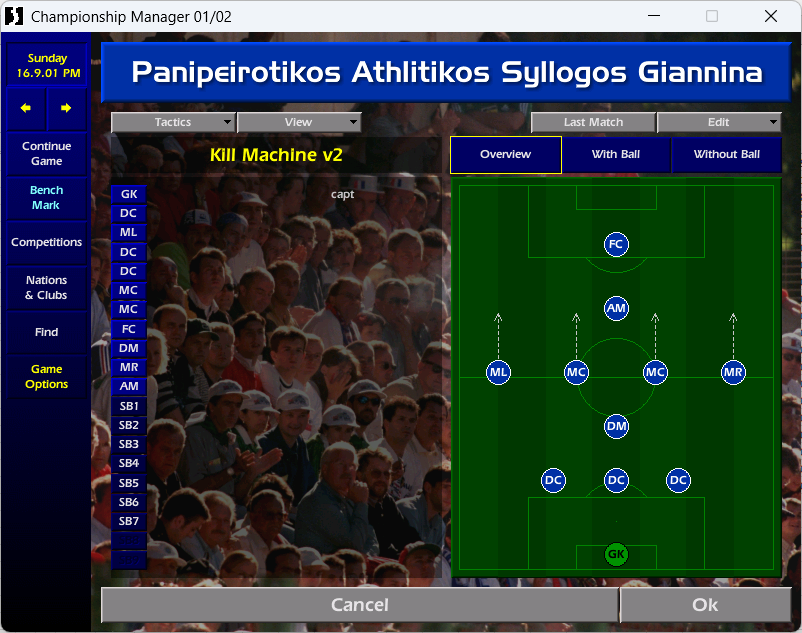 Championship Manager 01/02
Sunday
16.9.01 PM
Continue
Game
Bench
Mark
Competitions
Nations
& Clubs
Find
Game
Options
Panipeirotikos Athlitikos Syllogos Giannina
Tactics
View
Last Match
Edit
Kill Machine v2
Overview
With Ball
Without Ball
GK
capt
DC
ML
DC
DC
MC
MC
FC
DM
MR
AM
SB1
SB2
SB3
SB4
SB5
SB6
SB7
FC
AM
ML MC MC MR
DM
DC DC DC
GK
Cancel
Ok